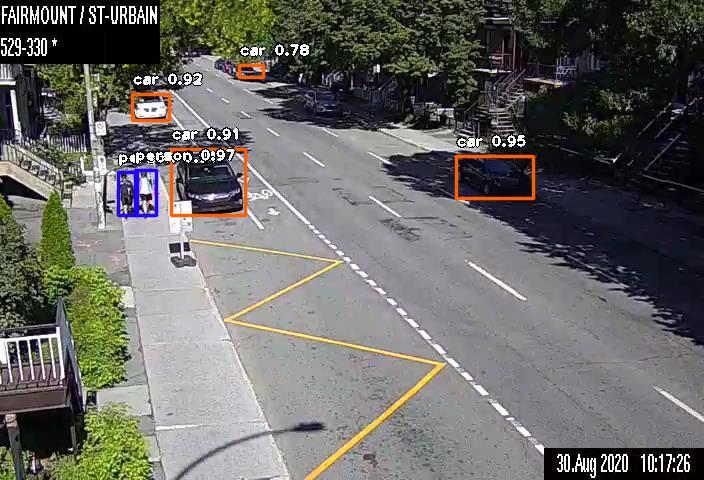 FAIRMOUNT / ST-URBAIN
529-330 *
car 0.78
car 0.92
car 0.91
person 0.97
car 0.95
30.Aug 2020 10:17:26